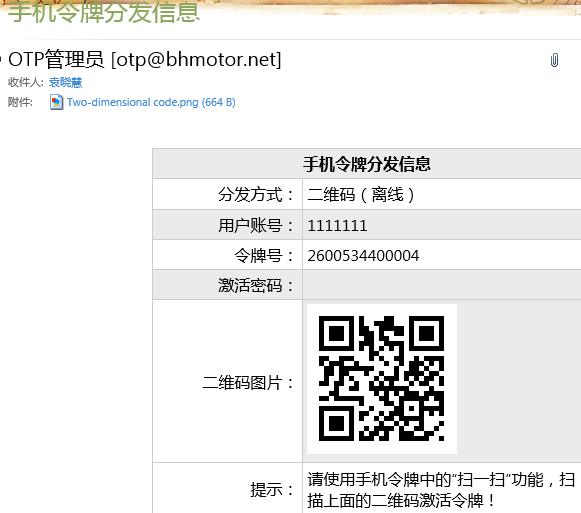 手机令牌分发信息
OTP管理员 [otp@bhmotor.net]
收件人: 袁晓慧
附件: Two-dimensional code.png (664 B)
手机令牌分发信息
分发方式： 二维码（离线）
用户账号： 1111111
令牌号： 2600534400004
激活密码：
二维码图片：
提示： 请使用手机令牌中的“扫一扫”功能，扫
描上面的二维码激活令牌！